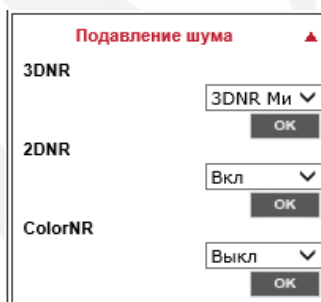 Подавление шума
3DNR
3DNR Ми
OK
2DNR
Вкл
OK
ColorNR
Выкл
OK